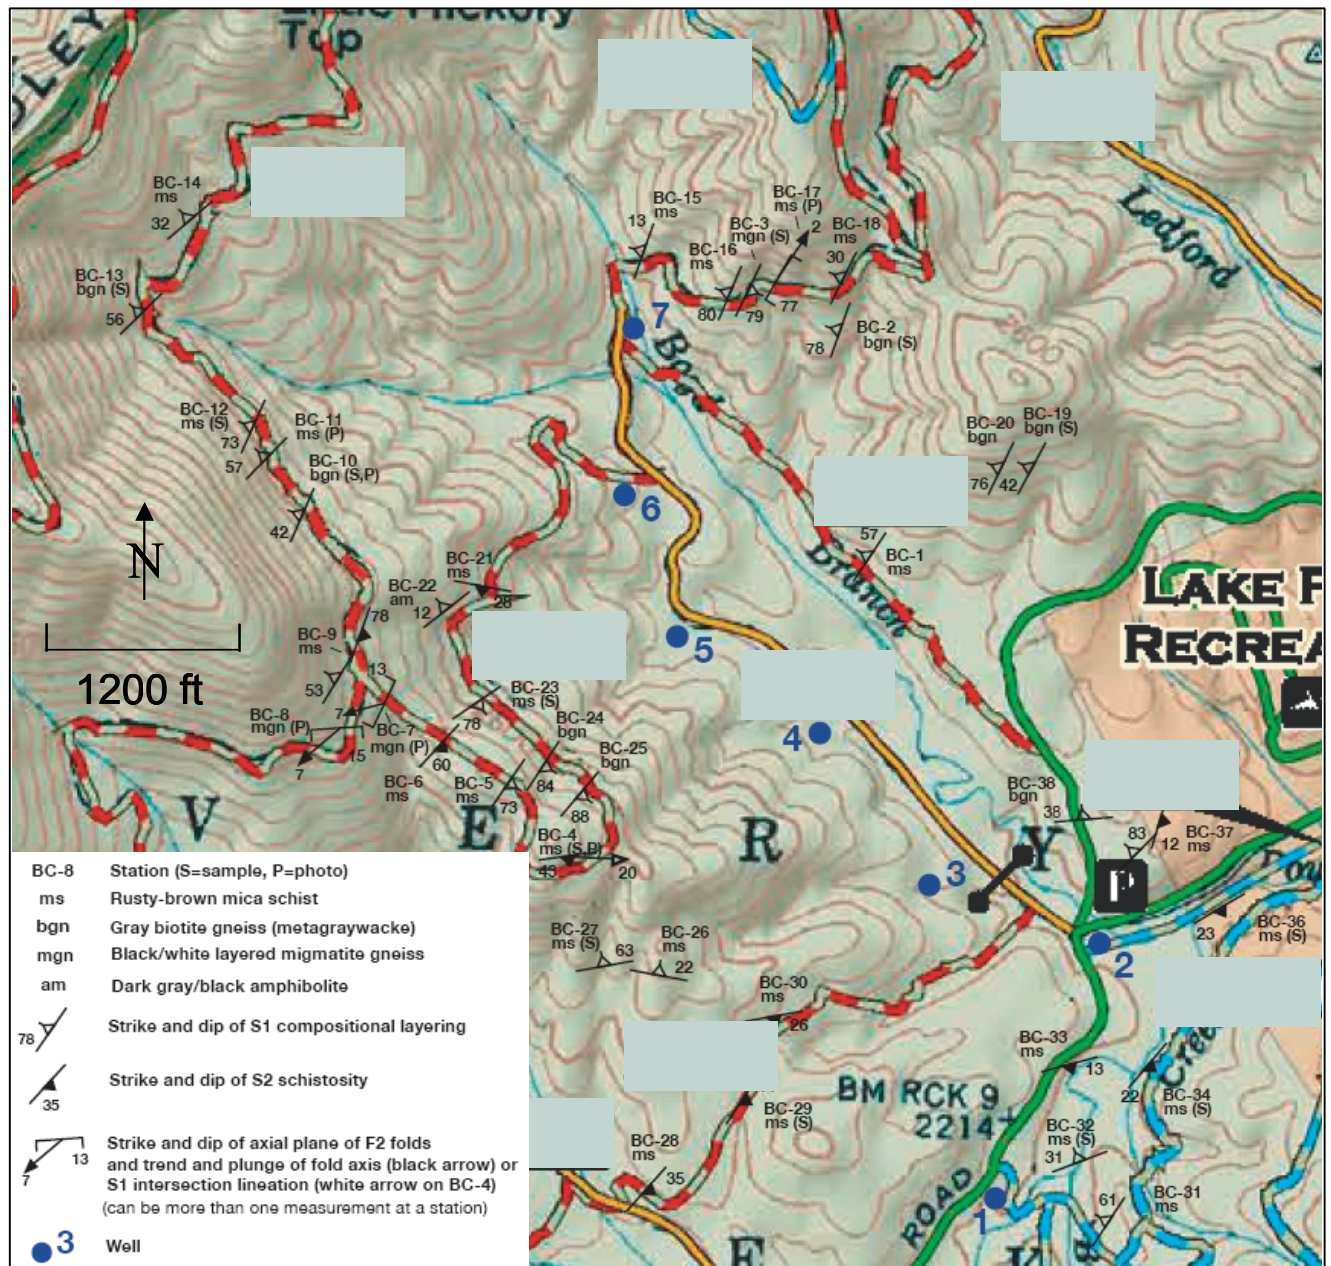 Top
BC-14
ms
32
BC-13
bgn (S)
56
BC-15
ms
13
BC-16
ms
80
BC-3
mgn (S)
79
BC-17
ms (P)
2
77
BC-18
ms
30
BC-2
bgn (S)
78
Ledford
7
Board
BC-12
ms (S)
73
BC-11
ms (P)
57
BC-10
bgn (S,P)
42
6
BC-20
bgn
76
BC-19
bgn (S)
42
57
BC-1
ms
Branch
N
1200 ft
BC-21
ms
28
BC-22
am
12
5
LAKE
RECREA
BC-9
ms
78
53
13
BC-8
mgn (P)
7
7
15
BC-7
mgn (P)
BC-6
ms
60
BC-23
ms (S)
78
BC-24
bgn
84
BC-25
bgn
88
BC-5
ms
73
4
BC-38
bgn
38
83
12
BC-37
ms
V E R Y
BC-4
ms (S,P)
43
20
3
P
2
BC-36
ms (S)
23
BC-27
ms (S)
63
BC-26
ms
22
BC-30
ms
26
BC-33
ms
13
22
BC-34
ms (S)
BM RCK 9
2214
BC-29
ms (S)
BC-28
ms
35
BC-32
ms (S)
31
BC-31
ms
61
ROAD
1
E
BC-8 Station (S=sample, P=photo)
ms Rusty-brown mica schist
bgn Gray biotite gneiss (metagraywacke)
mgn Black/white layered migmatite gneiss
am Dark gray/black amphibolite
78 Strike and dip of S1 compositional layering
35 Strike and dip of S2 schistosity
13 7 Strike and dip of axial plane of F2 folds
and trend and plunge of fold axis (black arrow) or
S1 intersection lineation (white arrow on BC-4)
(can be more than one measurement at a station)
3 Well